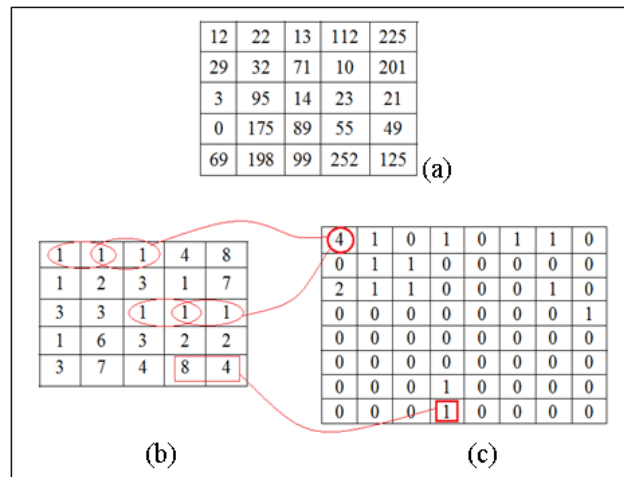 12 22 13 112 225
29 32 71 10 201
3 95 14 23 21
0 175 89 55 49
69 198 99 252 125
(a)
1 1 1 4 8
1 2 3 1 7
3 3 1 1 1
1 6 3 2 2
3 7 4 8 4
(b)
4 1 0 1 0 1 1 0
0 1 1 0 0 0 0 0
2 1 1 0 0 0 1 0
0 0 0 0 0 0 0 1
0 0 0 0 0 0 0 0
0 0 0 0 0 0 0 0
0 0 0 1 0 0 0 0
0 0 0 1 0 0 0 0
(c)